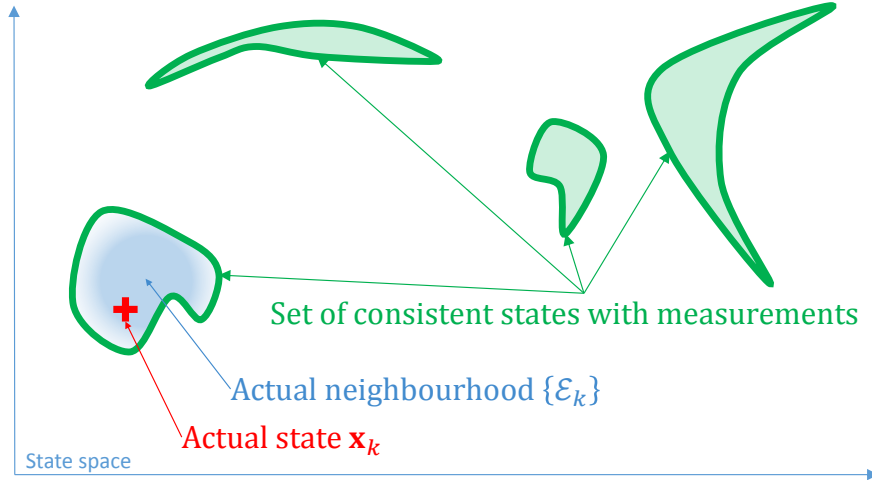 Set of consistent states with measurements
Actual neighbourhood {ℰₖ}
Actual state 𝐱ₖ
State space